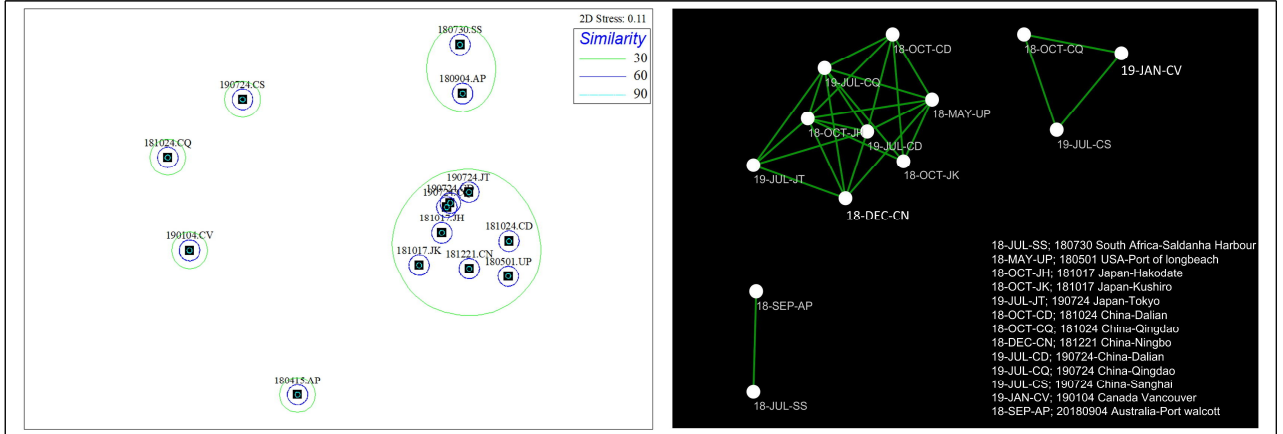 2D Stress: 0.11
Similarity
30
60
90
180730.SS
180904.AP
190724.CS
181024.CQ
190724.JT
181017.JH
181024.CD
190104.CV
181017.JK
181221.CN
180501.UP
180415.AP
18-OCT-CD
19-JUL-CQ
18-MAY-UP
18-OCT-JH
19-JUL-CD
18-OCT-JK
19-JUL-JT
18-DEC-CN
18-OCT-CQ
19-JAN-CV
19-JUL-CS
18-SEP-AP
18-JUL-SS
18-JUL-SS; 180730 South Africa-Saldanha Harbour
18-MAY-UP; 180501 USA-Port of longbeach
18-OCT-JH; 181017 Japan-Hakodate
18-OCT-JK; 181017 Japan-Kushiro
19-JUL-JT; 190724 Japan-Tokyo
18-OCT-CD; 181024 China-Dalian
18-OCT-CQ; 181024 China-Qingdao
18-DEC-CN; 181221 China-Ningbo
19-JUL-CD; 190724-China-Dalian
19-JUL-CQ; 190724 China-Qingdao
19-JUL-CS; 190724 China-Sanghai
19-JAN-CV; 190104 Canada Vancouver
18-SEP-AP; 20180904 Australia-Port walcott